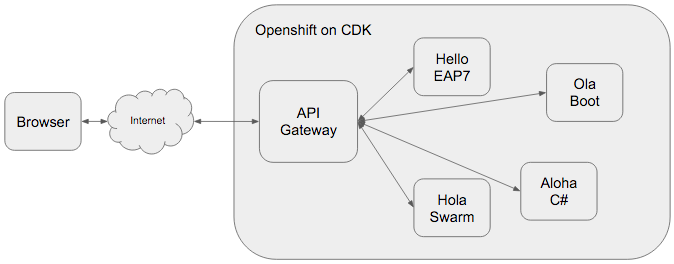 Openshift on CDK
Browser
Internet
API
Gateway
Hello
EAP7
Ola
Boot
Aloha
C#
Hola
Swarm